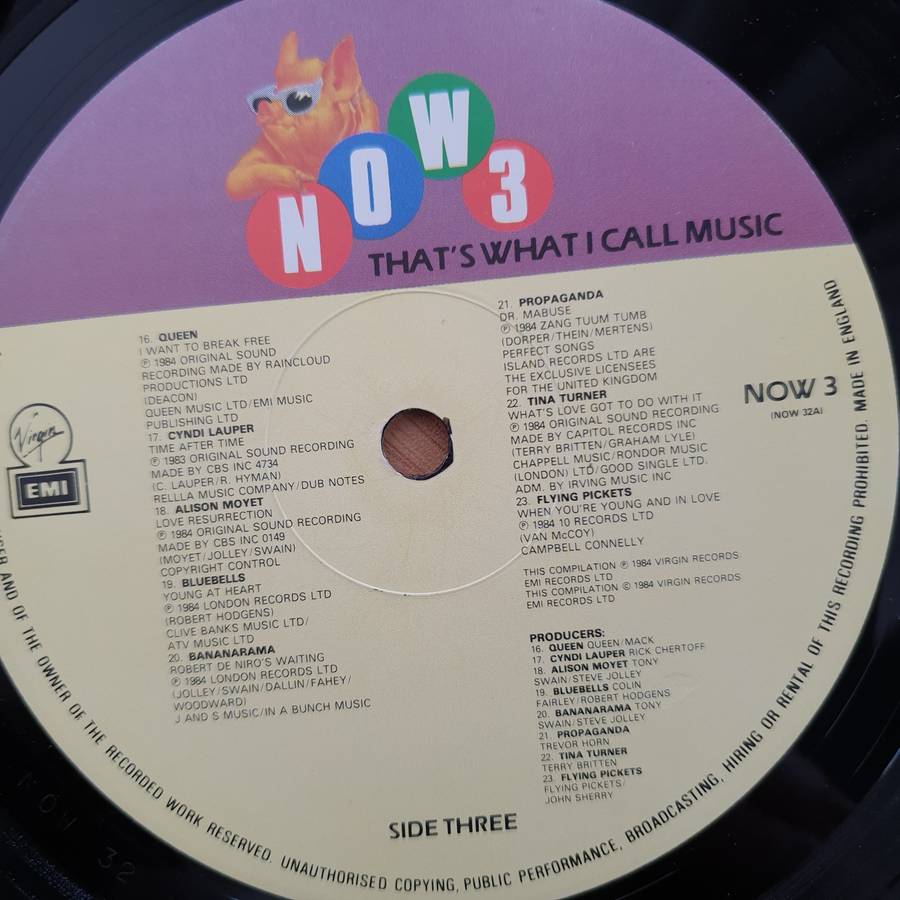 NOW 3
THAT'S WHAT I CALL MUSIC
16. QUEEN
I WANT TO BREAK FREE
℗ 1984 ORIGINAL SOUND
RECORDING MADE BY RAINCLOUD
PRODUCTIONS LTD
(DEACON)
QUEEN MUSIC LTD/EMI MUSIC
PUBLISHING LTD
17. CYNDI LAUPER
TIME AFTER TIME
℗ 1983 ORIGINAL SOUND RECORDING
MADE BY CBS INC 4734
(C. LAUPER/R. HYMAN)
RELLLA MUSIC COMPANY/DUB NOTES
18. ALISON MOYET
LOVE RESURRECTION
℗ 1984 ORIGINAL SOUND RECORDING
MADE BY CBS INC 0149
(MOYET/JOLLEY/SWAIN)
COPYRIGHT CONTROL
19. BLUEBELLS
YOUNG AT HEART
℗ 1984 LONDON RECORDS LTD
(ROBERT HODGENS)
CLIVE BANKS MUSIC LTD/
ATV MUSIC LTD
20. BANANARAMA
ROBERT DE NIRO'S WAITING
℗ 1984 LONDON RECORDS LTD
(JOLLEY/SWAIN/DALLIN/FAHEY/
WOODWARD)
J AND S MUSIC/IN A BUNCH MUSIC
21. PROPAGANDA
DR. MABUSE
℗ 1984 ZANG TUUM TUMB
(DORPER/THEIN/MERTENS)
PERFECT SONGS
ISLAND RECORDS LTD ARE
THE EXCLUSIVE LICENSEES
FOR THE UNITED KINGDOM
22. TINA TURNER
WHAT'S LOVE GOT TO DO WITH IT
℗ 1984 ORIGINAL SOUND RECORDING
MADE BY CAPITOL RECORDS INC
(TERRY BRITTEN/GRAHAM LYLE)
CHAPPELL MUSIC/RONDOR MUSIC
(LONDON) LTD/GOOD SINGLE LTD.
ADM. BY IRVING MUSIC INC
23. FLYING PICKETS
WHEN YOU'RE YOUNG AND IN LOVE
℗ 1984 10 RECORDS LTD
(VAN McCOY)
CAMPBELL CONNELLY
THIS COMPILATION ℗ 1984 VIRGIN RECORDS
EMI RECORDS LTD
THIS COMPILATION © 1984 VIRGIN RECORDS
EMI RECORDS LTD
PRODUCERS:
16. QUEEN QUEEN/MACK
17. CYNDI LAUPER RICK CHERTOFF
18. ALISON MOYET TONY
SWAIN/STEVE JOLLEY
19. BLUEBELLS COLIN
FAIRLEY/ROBERT HODGENS
20. BANANARAMA TONY
SWAIN/STEVE JOLLEY
21. PROPAGANDA
TREVOR HORN
22. TINA TURNER
TERRY BRITTEN
23. FLYING PICKETS
FLYING PICKETS/
JOHN SHERRY
NOW 3
(NOW 32A)
Virgin
EMI
SIDE THREE
AND OF THE OWNER OF THE RECORDED WORK RESERVED. UNAUTHORISED COPYING, PUBLIC PERFORMANCE, BROADCASTING, HIRING OR RENTAL OF THIS RECORDING PROHIBITED. MADE IN ENGLAND
NOW 32